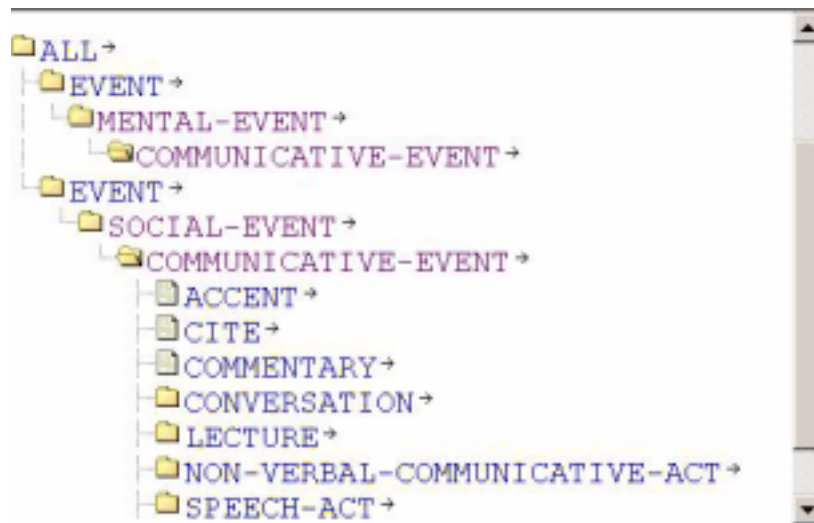 ALL→
EVENT→
MENTAL-EVENT→
COMMUNICATIVE-EVENT→
EVENT→
SOCIAL-EVENT→
COMMUNICATIVE-EVENT→
ACCENT→
CITE→
COMMENTARY→
CONVERSATION→
LECTURE→
NON-VERBAL-COMMUNICATIVE-ACT→
SPEECH-ACT→